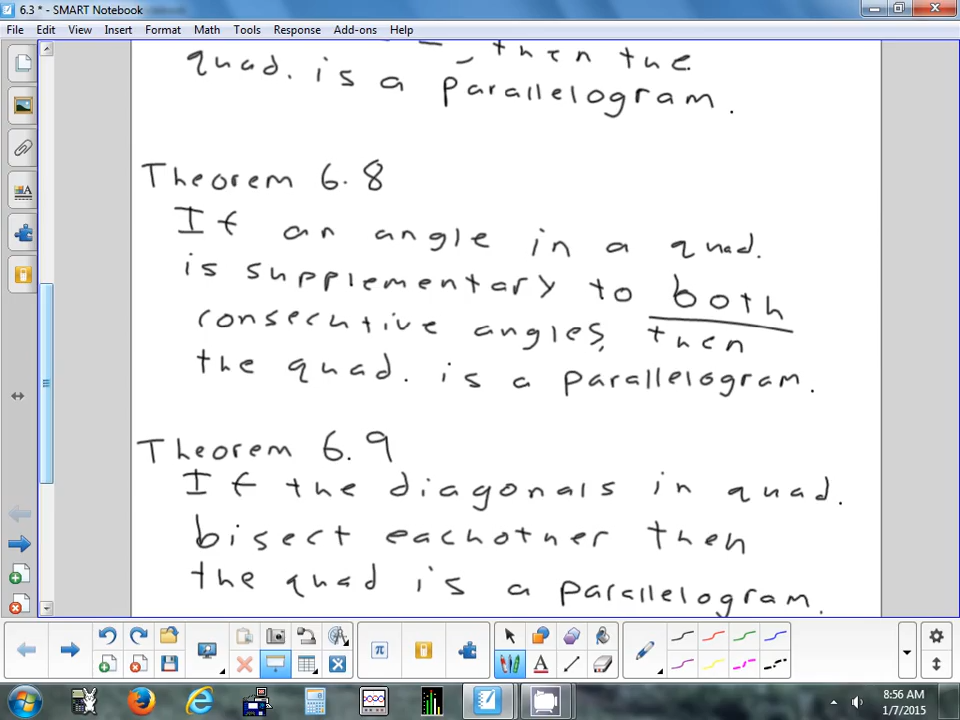 6.3 * - SMART Notebook
File Edit View Insert Format Math Tools Response Add-ons Help
then the
quad. is a parallelogram.
Theorem 6.8
If an angle in a quad.
is supplementary to both
consecutive angles, then
the quad. is a parallelogram.
Theorem 6.9
If the diagonals in quad.
bisect eachother then
the quad is a parallelogram.
8:56 AM
1/7/2015